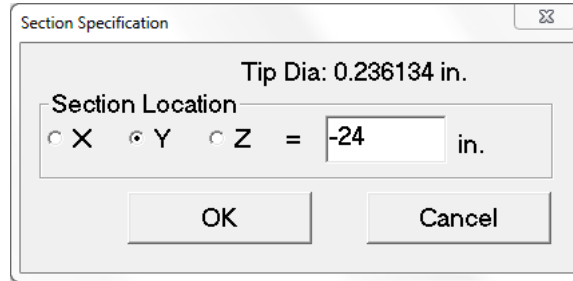 Section Specification
Tip Dia: 0.236134 in.
Section Location
X Y Z = -24 in.
OK Cancel